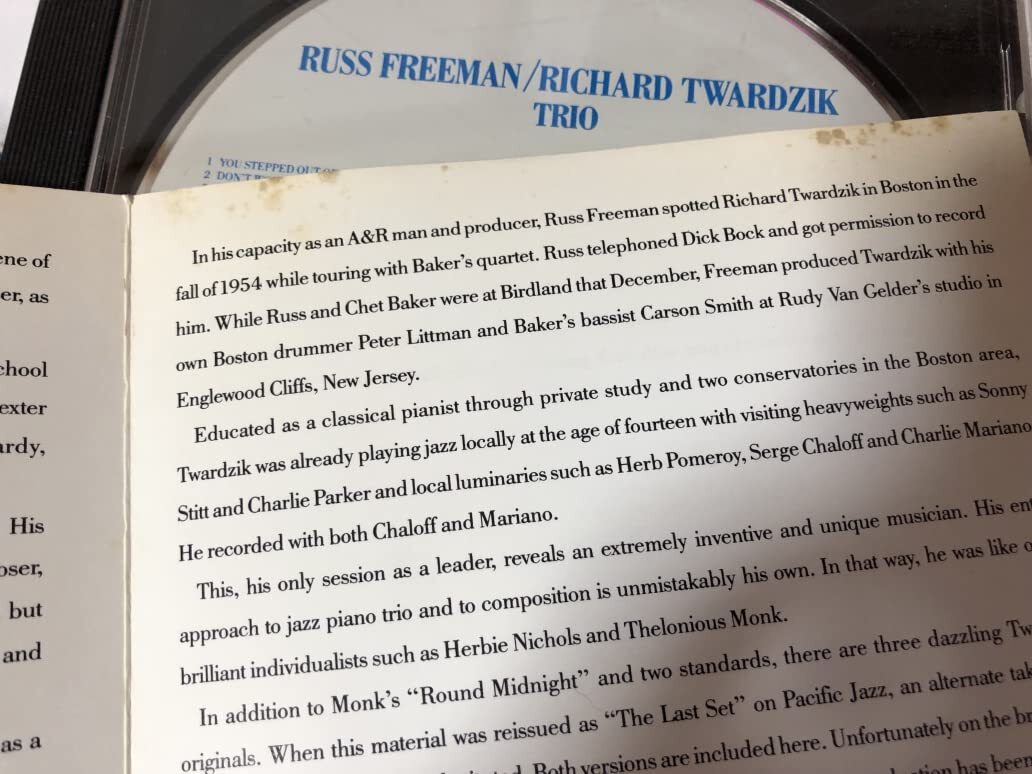 RUSS FREEMAN/RICHARD TWARDZIK
TRIO
1 YOU STEPPED OUT
2 DON'T
ene of
er, as
chool
exter
ardy,
His
oser,
but
and
as a
In his capacity as an A&R man and producer, Russ Freeman spotted Richard Twardzik in Boston in the
fall of 1954 while touring with Baker's quartet. Russ telephoned Dick Bock and got permission to record
him. While Russ and Chet Baker were at Birdland that December, Freeman produced Twardzik with his
own Boston drummer Peter Littman and Baker's bassist Carson Smith at Rudy Van Gelder's studio in
Englewood Cliffs, New Jersey.
Educated as a classical pianist through private study and two conservatories in the Boston area,
Twardzik was already playing jazz locally at the age of fourteen with visiting heavyweights such as Sonny
Stitt and Charlie Parker and local luminaries such as Herb Pomeroy, Serge Chaloff and Charlie Mariano
He recorded with both Chaloff and Mariano.
This, his only session as a leader, reveals an extremely inventive and unique musician. His ent
approach to jazz piano trio and to composition is unmistakably his own. In that way, he was like o
brilliant individualists such as Herbie Nichols and Thelonious Monk.
In addition to Monk's “Round Midnight” and two standards, there are three dazzling Tw
originals. When this material was reissued as “The Last Set” on Pacific Jazz, an alternate tak
Both versions are included here. Unfortunately on the br
has been